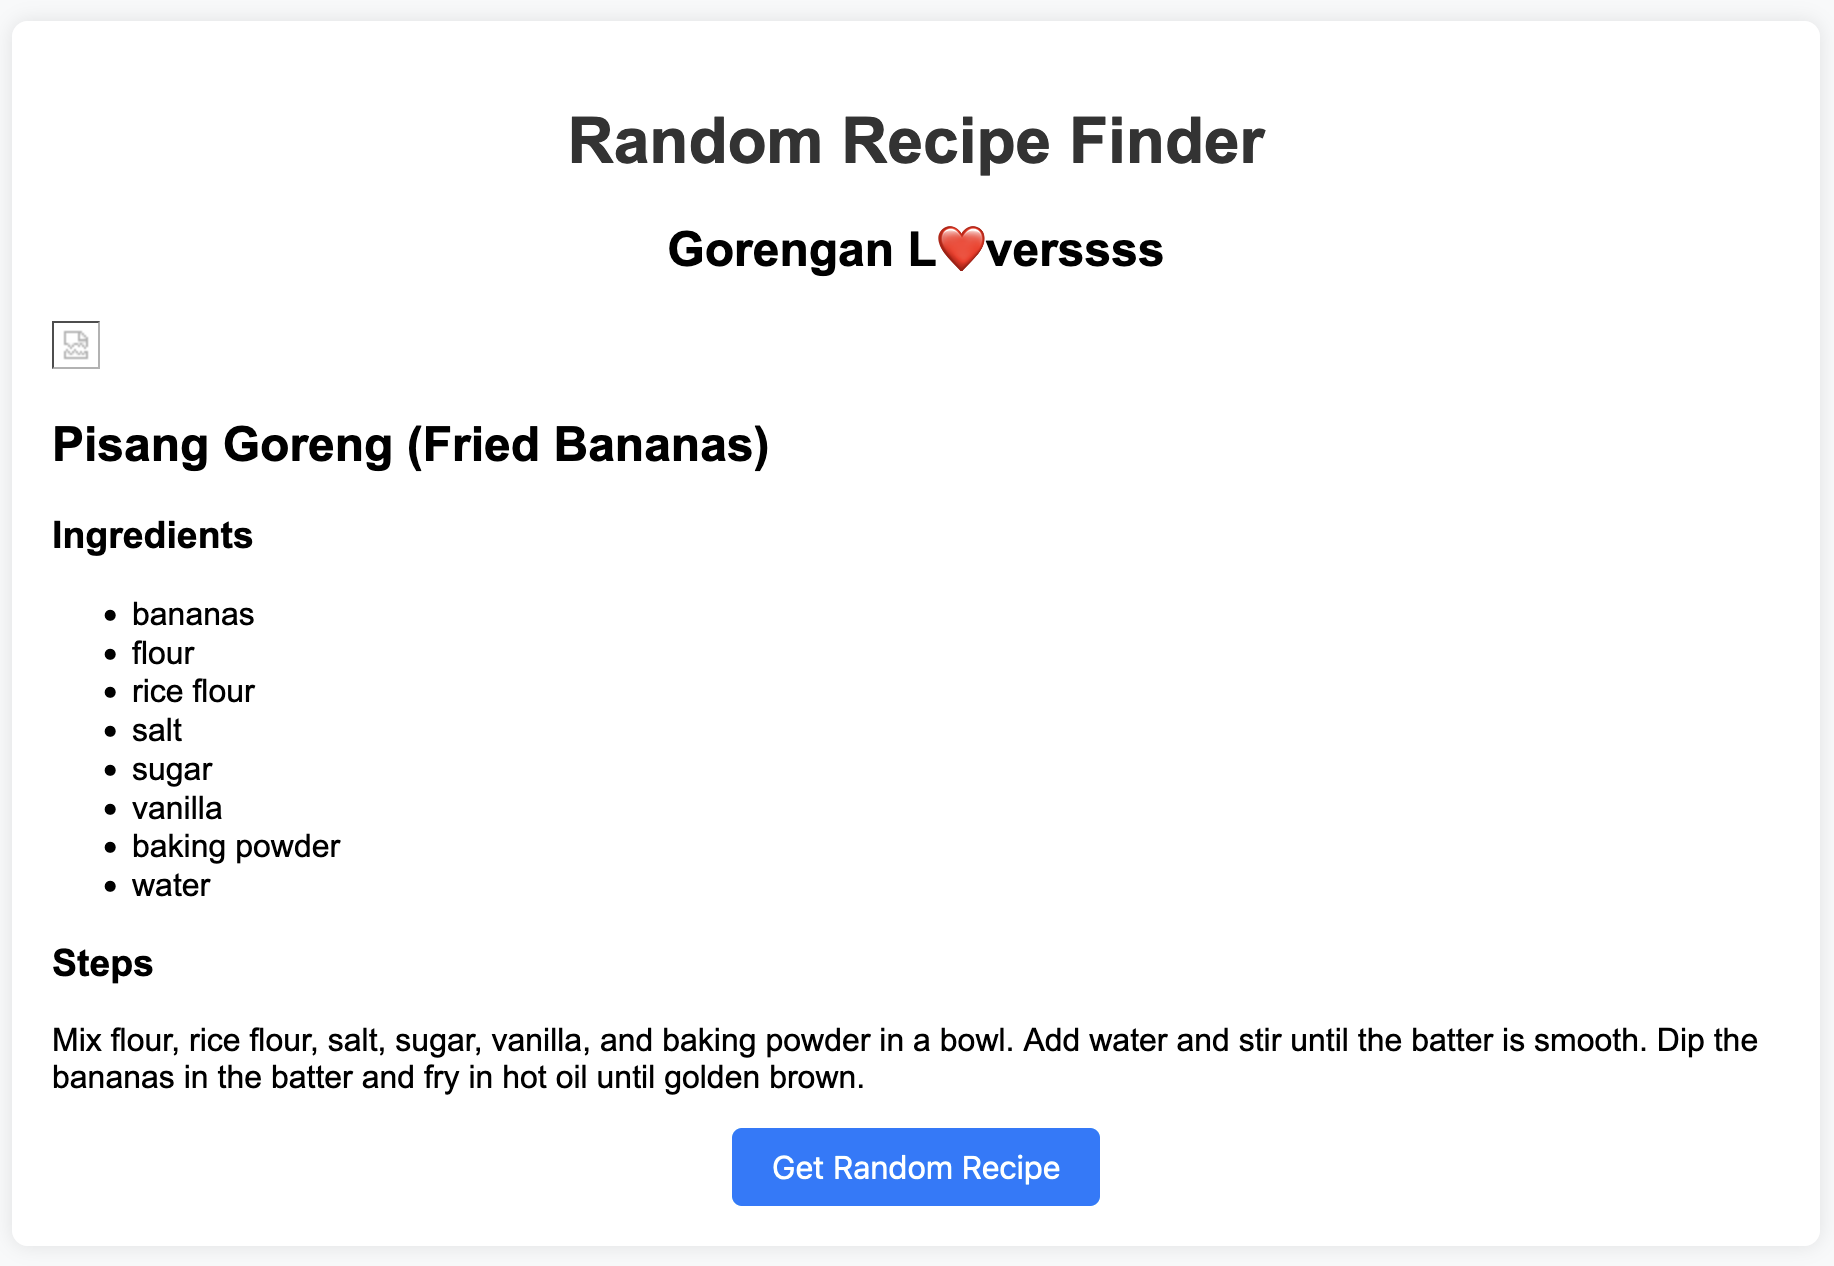 Random Recipe Finder
Gorengan L❤️verssss
Pisang Goreng (Fried Bananas)
Ingredients
• bananas
• flour
• rice flour
• salt
• sugar
• vanilla
• baking powder
• water
Steps
Mix flour, rice flour, salt, sugar, vanilla, and baking powder in a bowl. Add water and stir until the batter is smooth. Dip the
bananas in the batter and fry in hot oil until golden brown.
Get Random Recipe